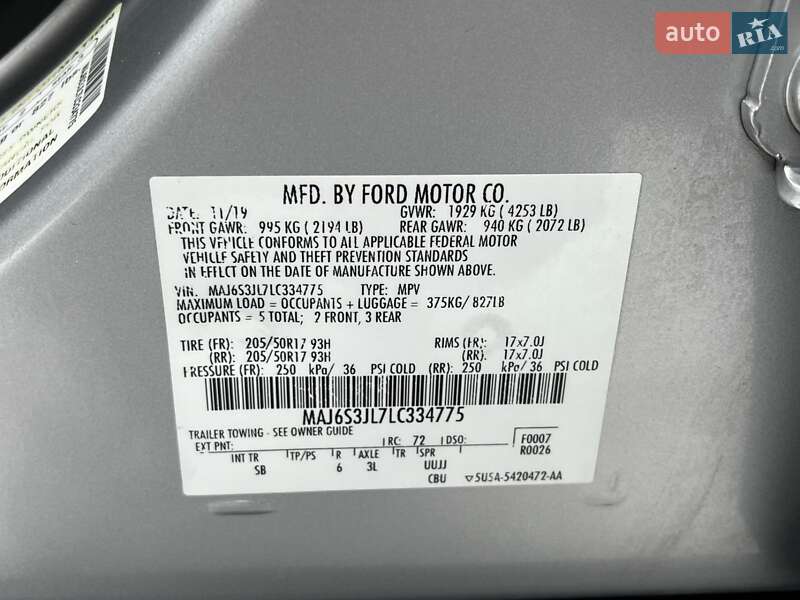 auto RIA
ADDITIONAL
INFORMATION
MFD. BY FORD MOTOR CO.
DATE: 11/19 GVWR: 1929 KG ( 4253 LB)
FRONT GAWR: 995 KG ( 2194 LB) REAR GAWR: 940 KG ( 2072 LB)
THIS VEHICLE CONFORMS TO ALL APPLICABLE FEDERAL MOTOR
VEHICLE SAFETY AND THEFT PREVENTION STANDARDS
IN EFFECT ON THE DATE OF MANUFACTURE SHOWN ABOVE.
VIN: MAJ6S3JL7LC334775 TYPE: MPV
MAXIMUM LOAD = OCCUPANTS + LUGGAGE = 375KG/ 827LB
OCCUPANTS = 5 TOTAL; 2 FRONT, 3 REAR
TIRE (FR): 205/50R17 93H RIMS (FR): 17x7.0J
(RR): 205/50R17 93H (RR): 17x7.0J
PRESSURE (FR): 250 kPa/ 36 PSI COLD (RR): 250 kPa/ 36 PSI COLD
MAJ6S3JL7LC334775
TRAILER TOWING - SEE OWNER GUIDE
EXT PNT: RC: 72 DSO: F0007
R0026
INT TR TP/PS R AXLE TR SPR
SB 6 3L UUJJ
CBU 5U5A-5420472-AA